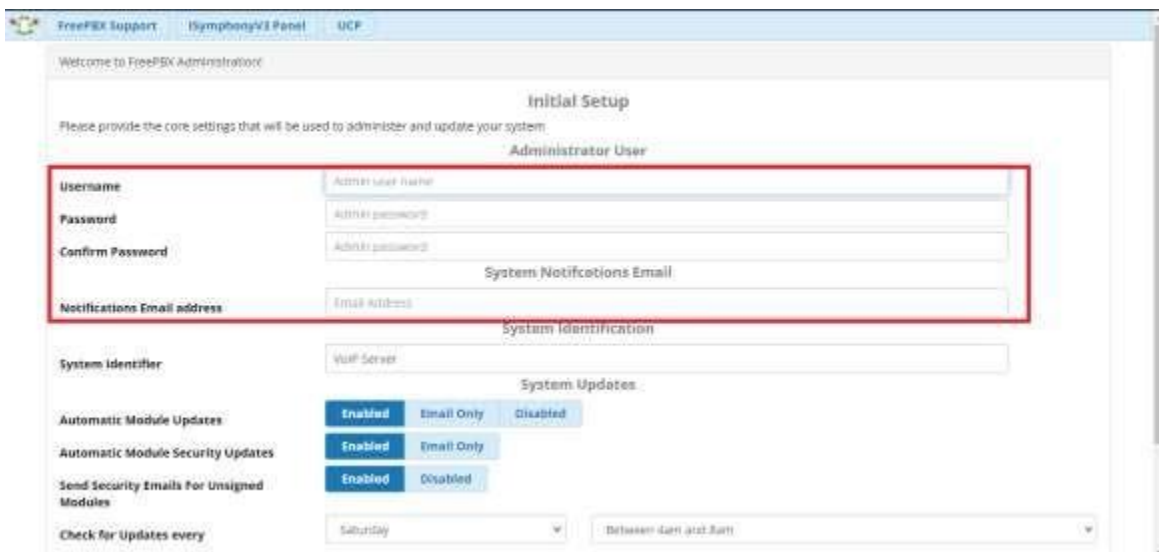 FreePBX Support iSymphonyV3 Panel UCP
Welcome to FreePBX Administration!
Initial Setup
Please provide the core settings that will be used to administer and update your system
Administrator User
Username Admin user name
Password Admin password
Confirm Password Admin password
System Notifcations Email
Notifications Email address Email Address
System Identification
System Identifier VoIP Server
System Updates
Automatic Module Updates Enabled Email Only Disabled
Automatic Module Security Updates Enabled Email Only
Send Security Emails For Unsigned Modules Enabled Disabled
Check for Updates every Saturday Between 4am and 8am